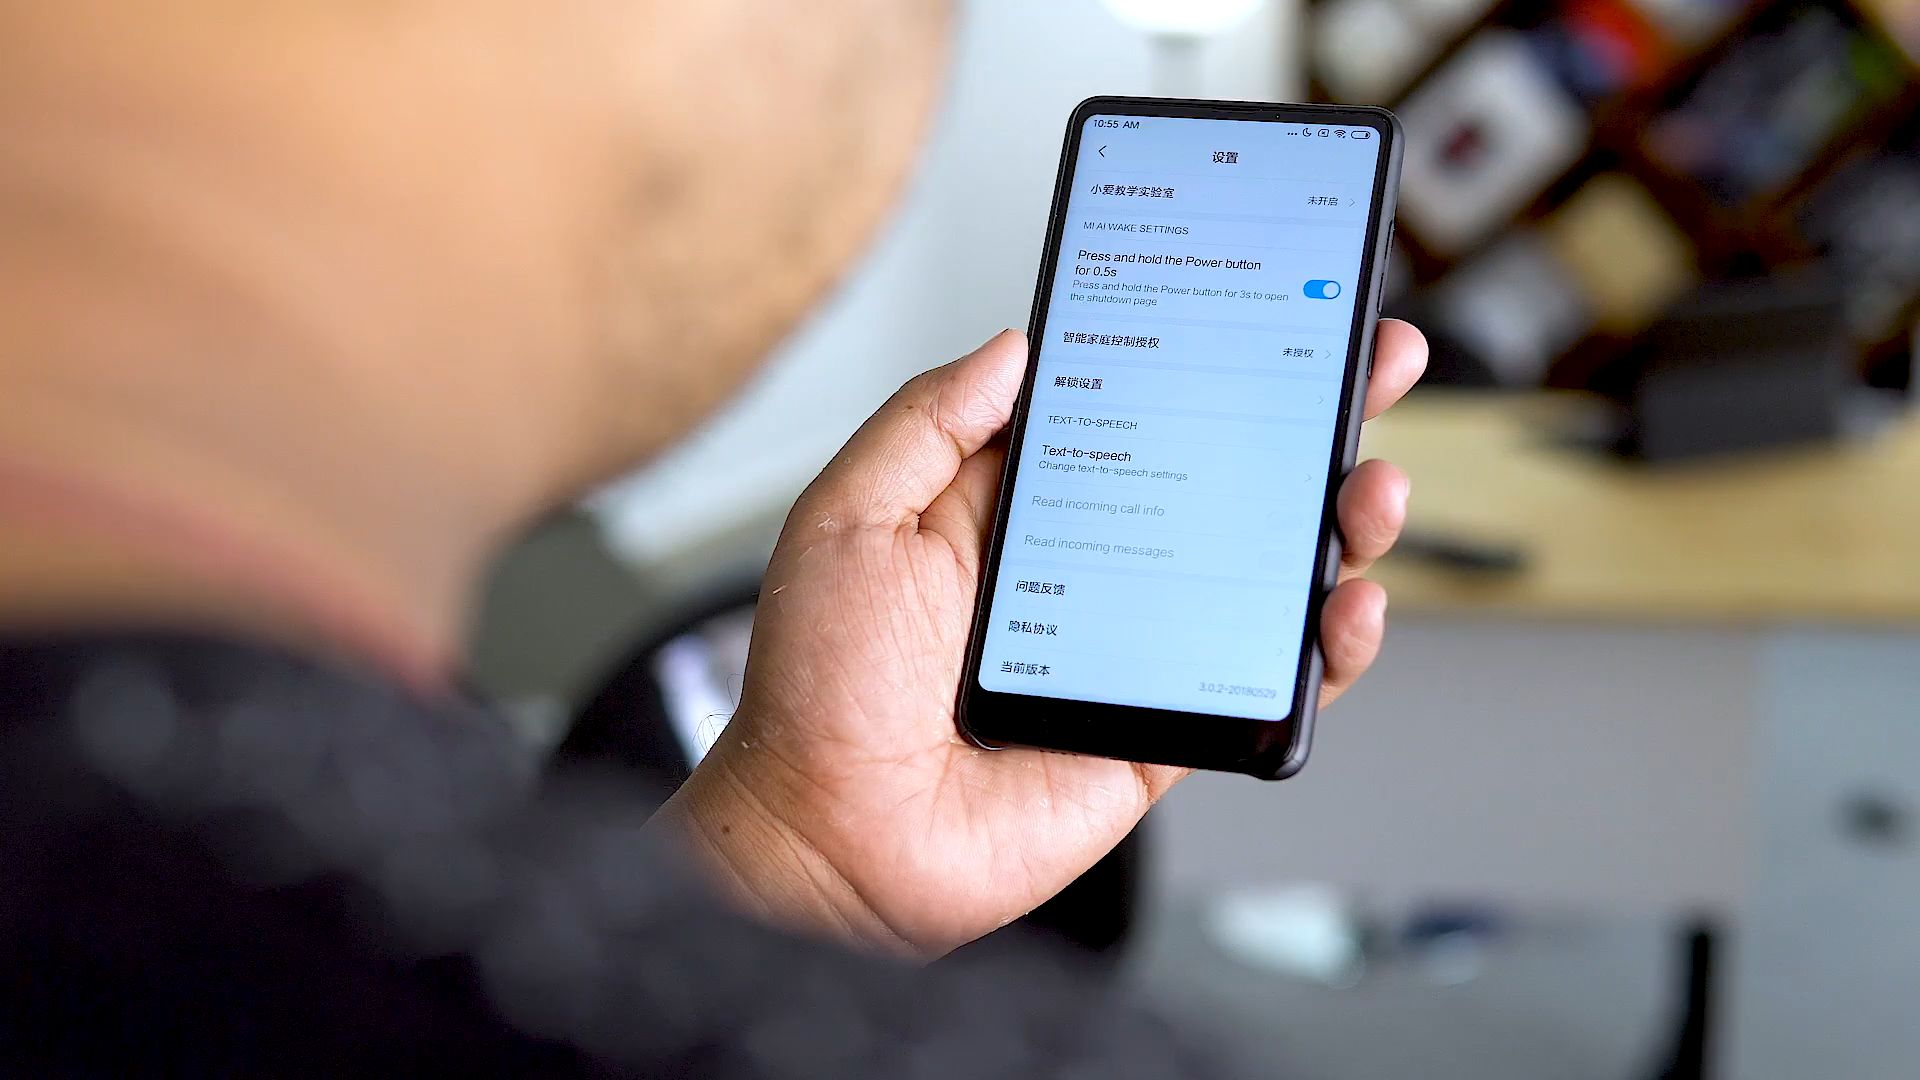 10:55 AM
设置
小爱教学实验室
未开启
MI AI WAKE SETTINGS
Press and hold the Power button
for 0.5s
Press and hold the Power button for 3s to open
the shutdown page
智能家庭控制授权
未授权
解锁设置
TEXT-TO-SPEECH
Text-to-speech
Change text-to-speech settings
Read incoming call info
Read incoming messages
问题反馈
隐私协议
当前版本
3.0.2-20180529